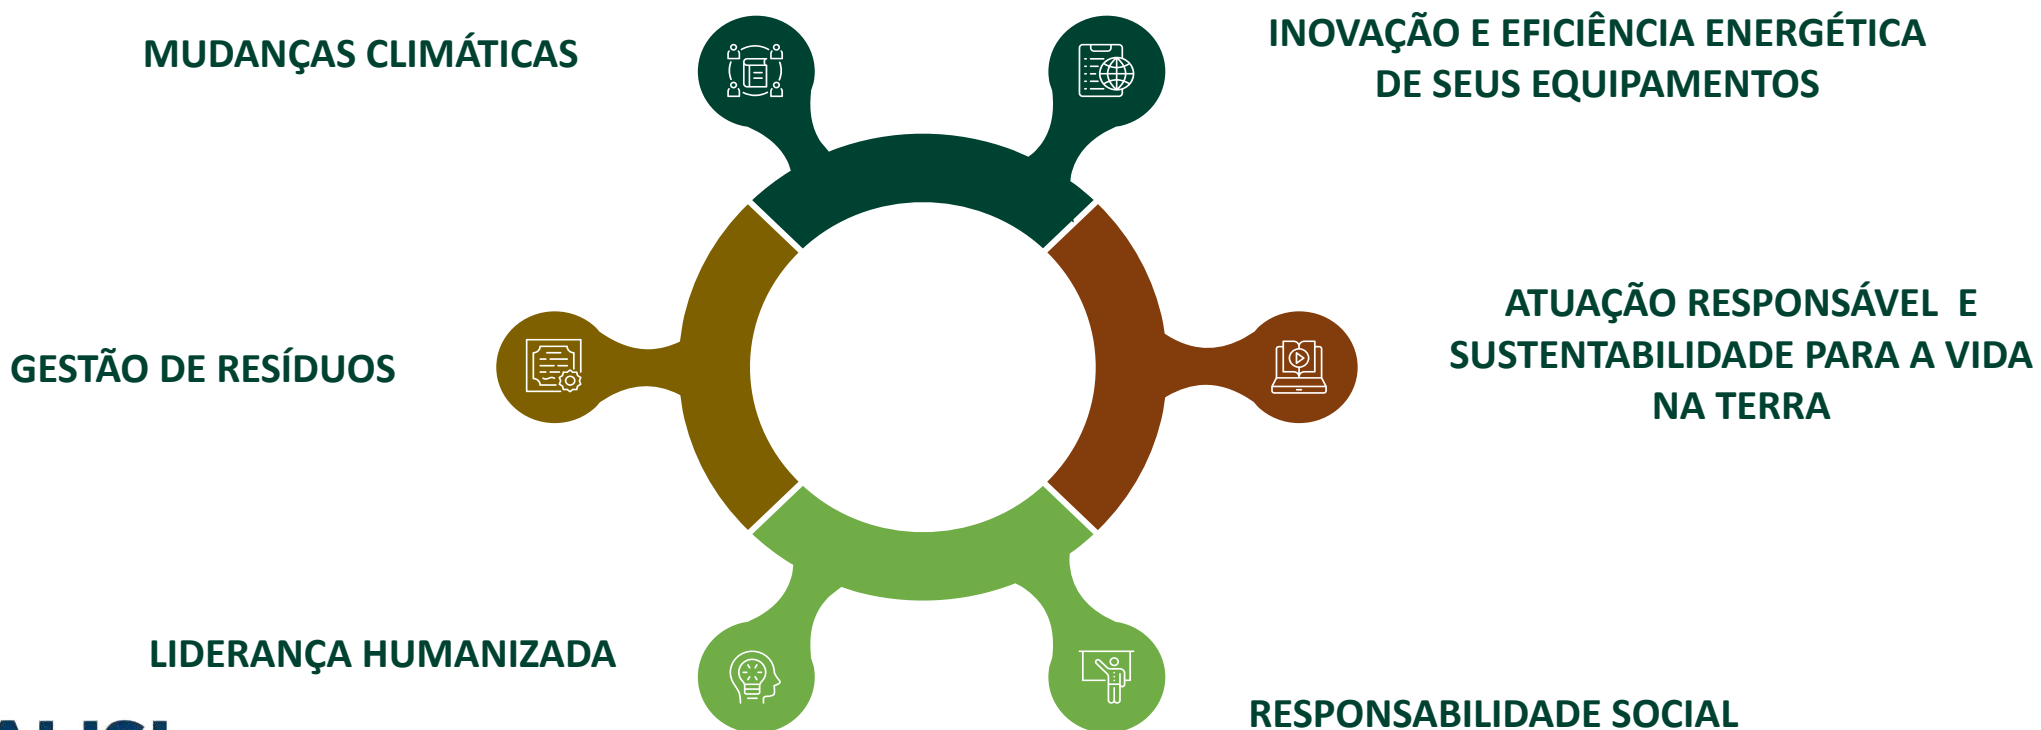 MUDANÇAS CLIMÁTICAS
INOVAÇÃO E EFICIÊNCIA ENERGÉTICA
DE SEUS EQUIPAMENTOS
ATUAÇÃO RESPONSÁVEL E
SUSTENTABILIDADE PARA A VIDA
NA TERRA
GESTÃO DE RESÍDUOS
LIDERANÇA HUMANIZADA
RESPONSABILIDADE SOCIAL